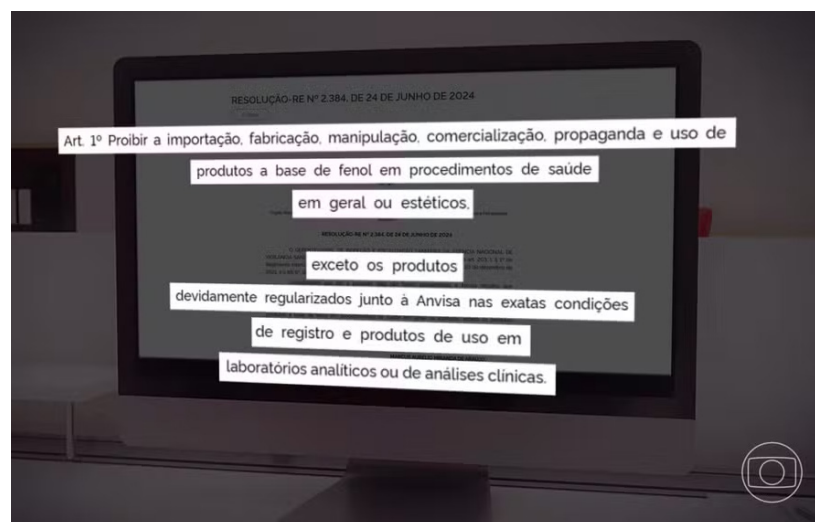 RESOLUÇÃO-RE Nº 2.384, DE 24 DE JUNHO DE 2024
Art. 1º Proibir a importação, fabricação, manipulação, comercialização, propaganda e uso de
produtos a base de fenol em procedimentos de saúde
em geral ou estéticos,
RESOLUÇÃO-RE Nº 2.384, DE 24 DE JUNHO DE 2024
exceto os produtos
devidamente regularizados junto à Anvisa nas exatas condições
de registro e produtos de uso em
laboratórios analíticos ou de análises clínicas.